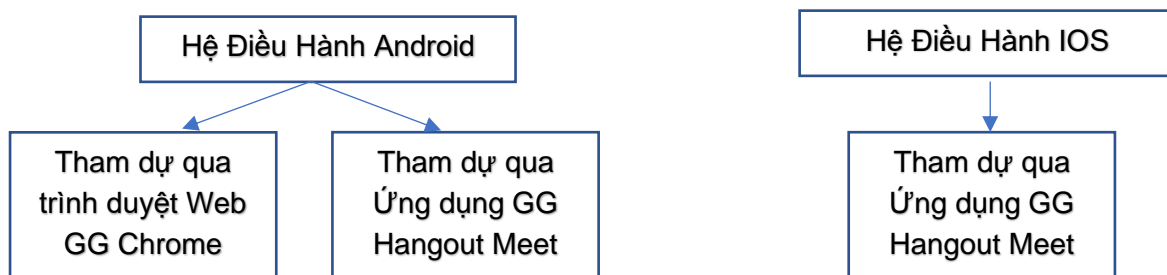 Hệ Điều Hành Android
Hệ Điều Hành IOS
Tham dự qua
trình duyệt Web
GG Chrome
Tham dự qua
Ứng dụng GG
Hangout Meet
Tham dự qua
Ứng dụng GG
Hangout Meet